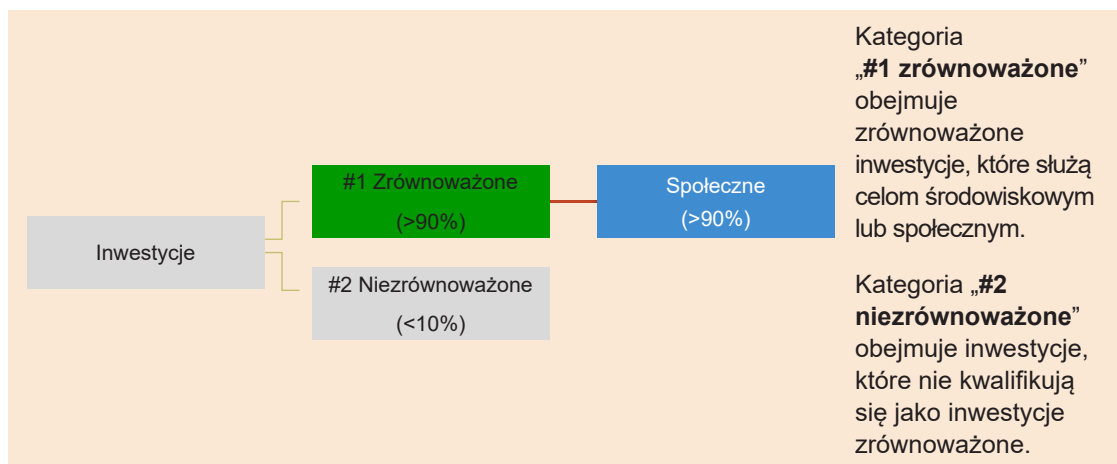 Inwestycje
#1 Zrównoważone
(>90%)
#2 Niezrównoważone
(<10%)
Społeczne
(>90%)
Kategoria
„#1 zrównoważone”
obejmuje
zrównoważone
inwestycje, które służą
celom środowiskowym
lub społecznym.
Kategoria „#2
niezrównoważone”
obejmuje inwestycje,
które nie kwalifikują
się jako inwestycje
zrównoważone.